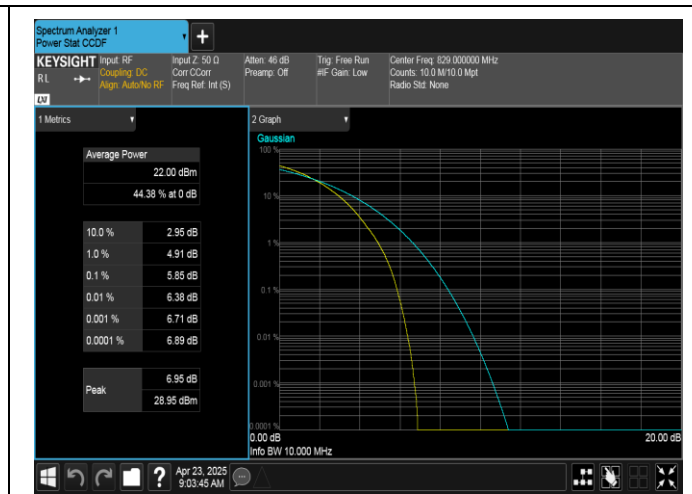 Spectrum Analyzer 1
Power Stat CCDF
+
KEYSIGHT
RL
LXI
Input: RF
Coupling: DC
Align: Auto/No RF
Input Z: 50 Ω
Corr CCorr
Freq Ref: Int (S)
Atten: 46 dB
Preamp: Off
Trig: Free Run
#IF Gain: Low
Center Freq: 829.000000 MHz
Counts: 10.0 M/10.0 Mpt
Radio Std: None
1 Metrics
Average Power
22.00 dBm
44.38 % at 0 dB
10.0 % 2.95 dB
1.0 % 4.91 dB
0.1 % 5.85 dB
0.01 % 6.38 dB
0.001 % 6.71 dB
0.0001 % 6.89 dB
Peak 6.95 dB
28.95 dBm
2 Graph
Gaussian
100 %
10 %
1 %
0.1 %
0.01 %
0.001 %
0.0001 %
0.00 dB 20.00 dB
Info BW 10.000 MHz
? Apr 23, 2025
9:03:45 AM